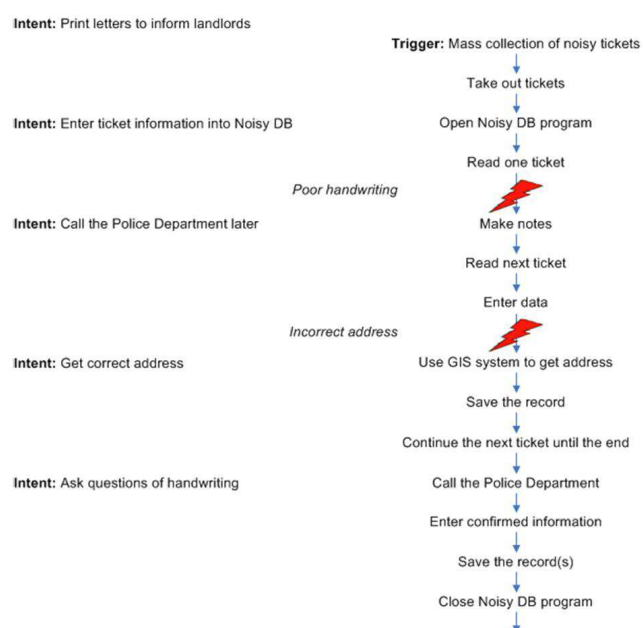 Intent: Print letters to inform landlords
Trigger: Mass collection of noisy tickets
Take out tickets
Intent: Enter ticket information into Noisy DB
Open Noisy DB program
Read one ticket
Poor handwriting
Intent: Call the Police Department later
Make notes
Read next ticket
Enter data
Incorrect address
Intent: Get correct address
Use GIS system to get address
Save the record
Continue the next ticket until the end
Intent: Ask questions of handwriting
Call the Police Department
Enter confirmed information
Save the record(s)
Close Noisy DB program